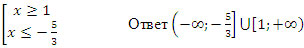 [ x ≥ 1
x ≤ -5/3
Ответ (-∞; -5/3] ⋃[1; +∞)